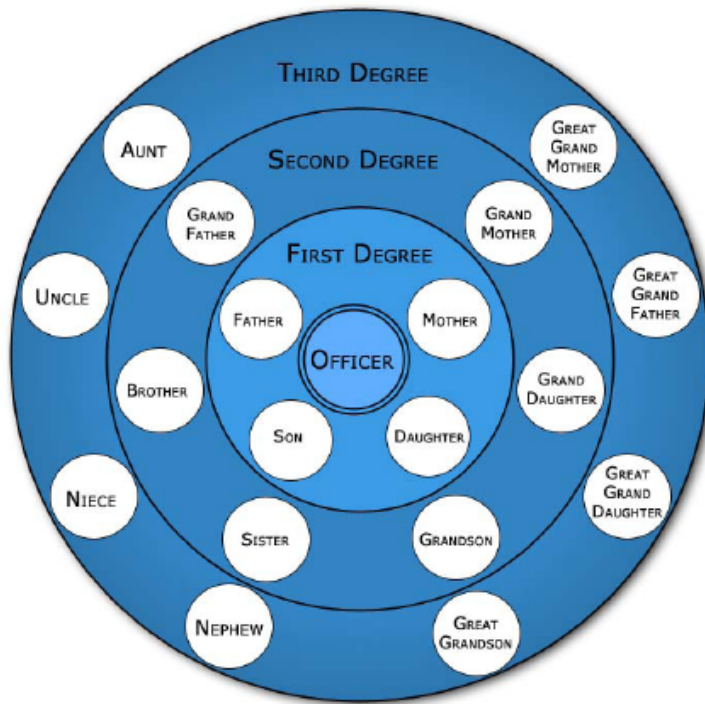 THIRD DEGREE
AUNT
GREAT
GRAND
MOTHER
SECOND DEGREE
GRAND
FATHER
GRAND
MOTHER
FIRST DEGREE
UNCLE
GREAT
GRAND
FATHER
FATHER
MOTHER
OFFICER
BROTHER
GRAND
DAUGHTER
SON
DAUGHTER
NIECE
GREAT
GRAND
DAUGHTER
SISTER
GRANDSON
NEPHEW
GREAT
GRANDSON